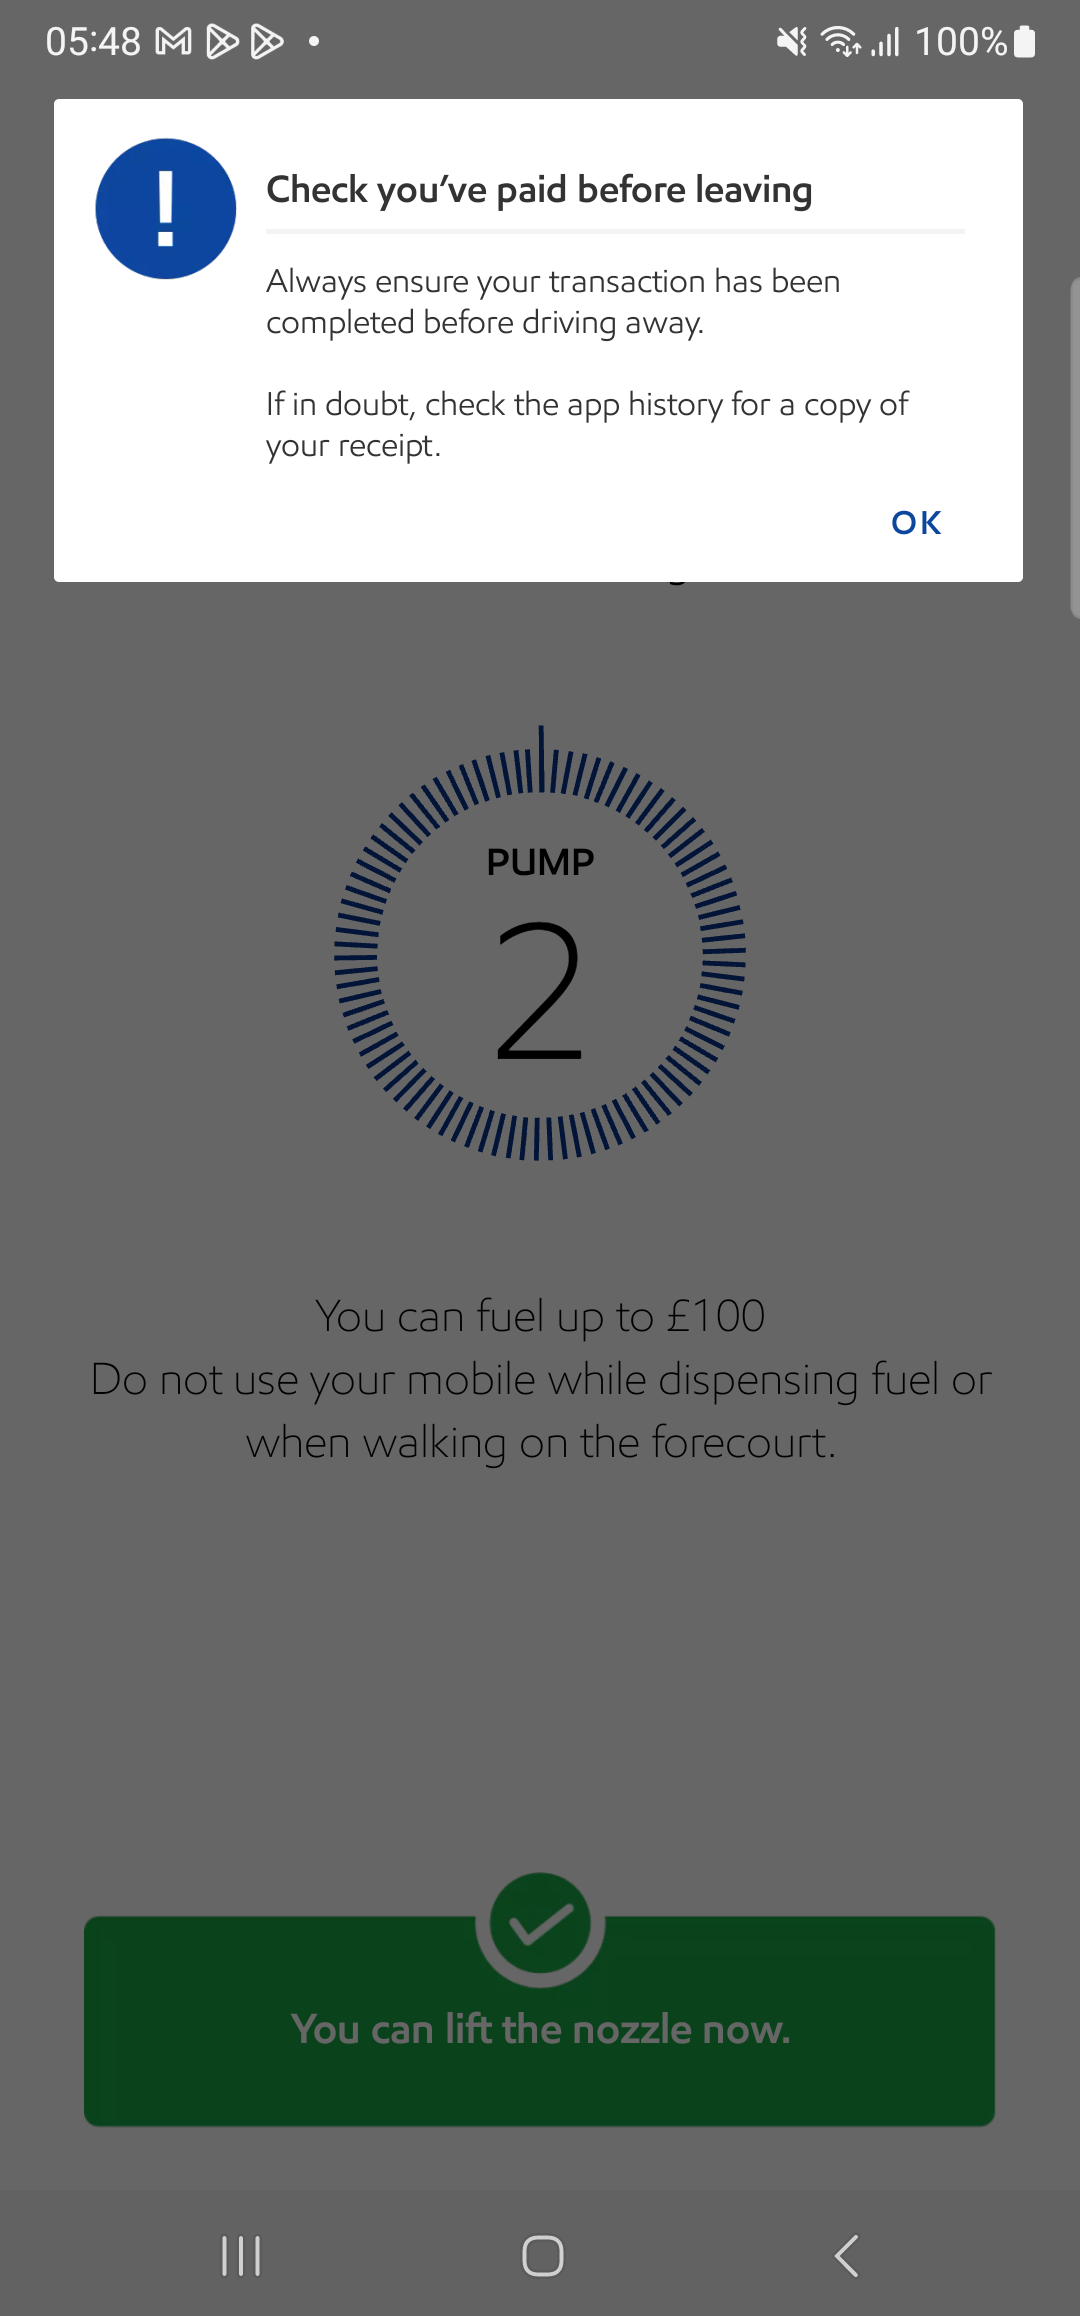 05:48
100%
Check you've paid before leaving
Always ensure your transaction has been
completed before driving away.
If in doubt, check the app history for a copy of
your receipt.
OK
PUMP
2
You can fuel up to £100
Do not use your mobile while dispensing fuel or
when walking on the forecourt.
You can lift the nozzle now.